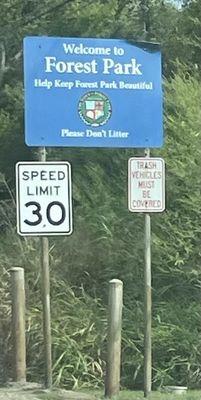 Welcome to
Forest Park
Help Keep Forest Park Beautiful
Please Don't Litter
SPEED
LIMIT
30
TRASH
VEHICLES
MUST
BE
COVERED